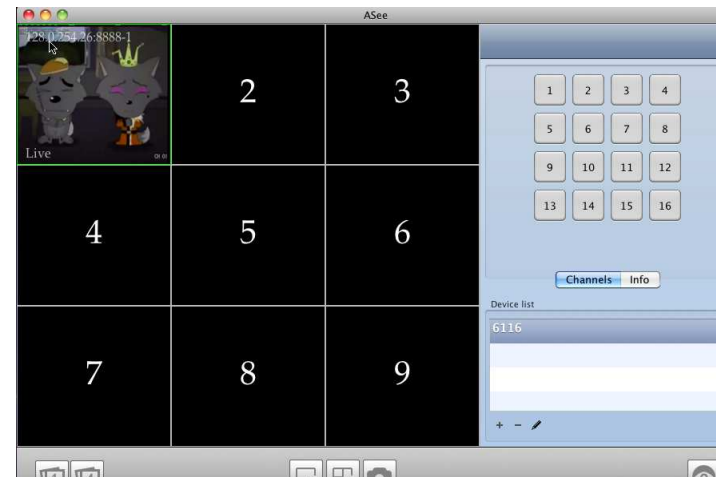 ASee
128.0.254.26:8888-1
Live
2
3
4
5
6
7
8
9
1 2 3 4
5 6 7 8
9 10 11 12
13 14 15 16
Channels Info
Device list
6116
+ -